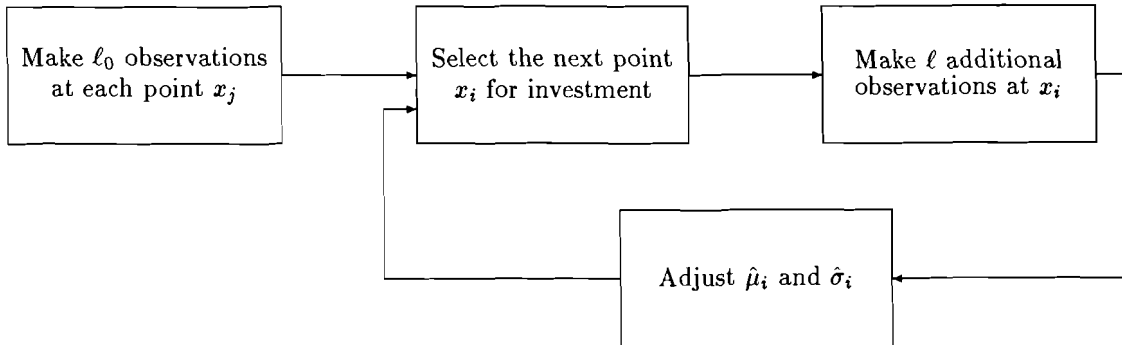 Make ℓ₀ observations
at each point xⱼ
Select the next point
xᵢ for investment
Make ℓ additional
observations at xᵢ
Adjust μ̂ᵢ and σ̂ᵢ